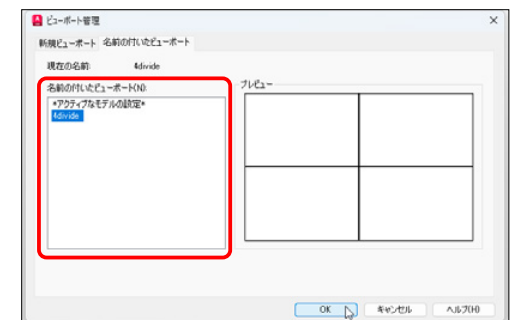 ビューポート管理
新規ビューポート 名前の付いたビューポート
現在の名前: 4divide
名前の付いたビューポート(N):
*アクティブなモデルの設定*
4divide
プレビュー
OK キャンセル ヘルプ(H)